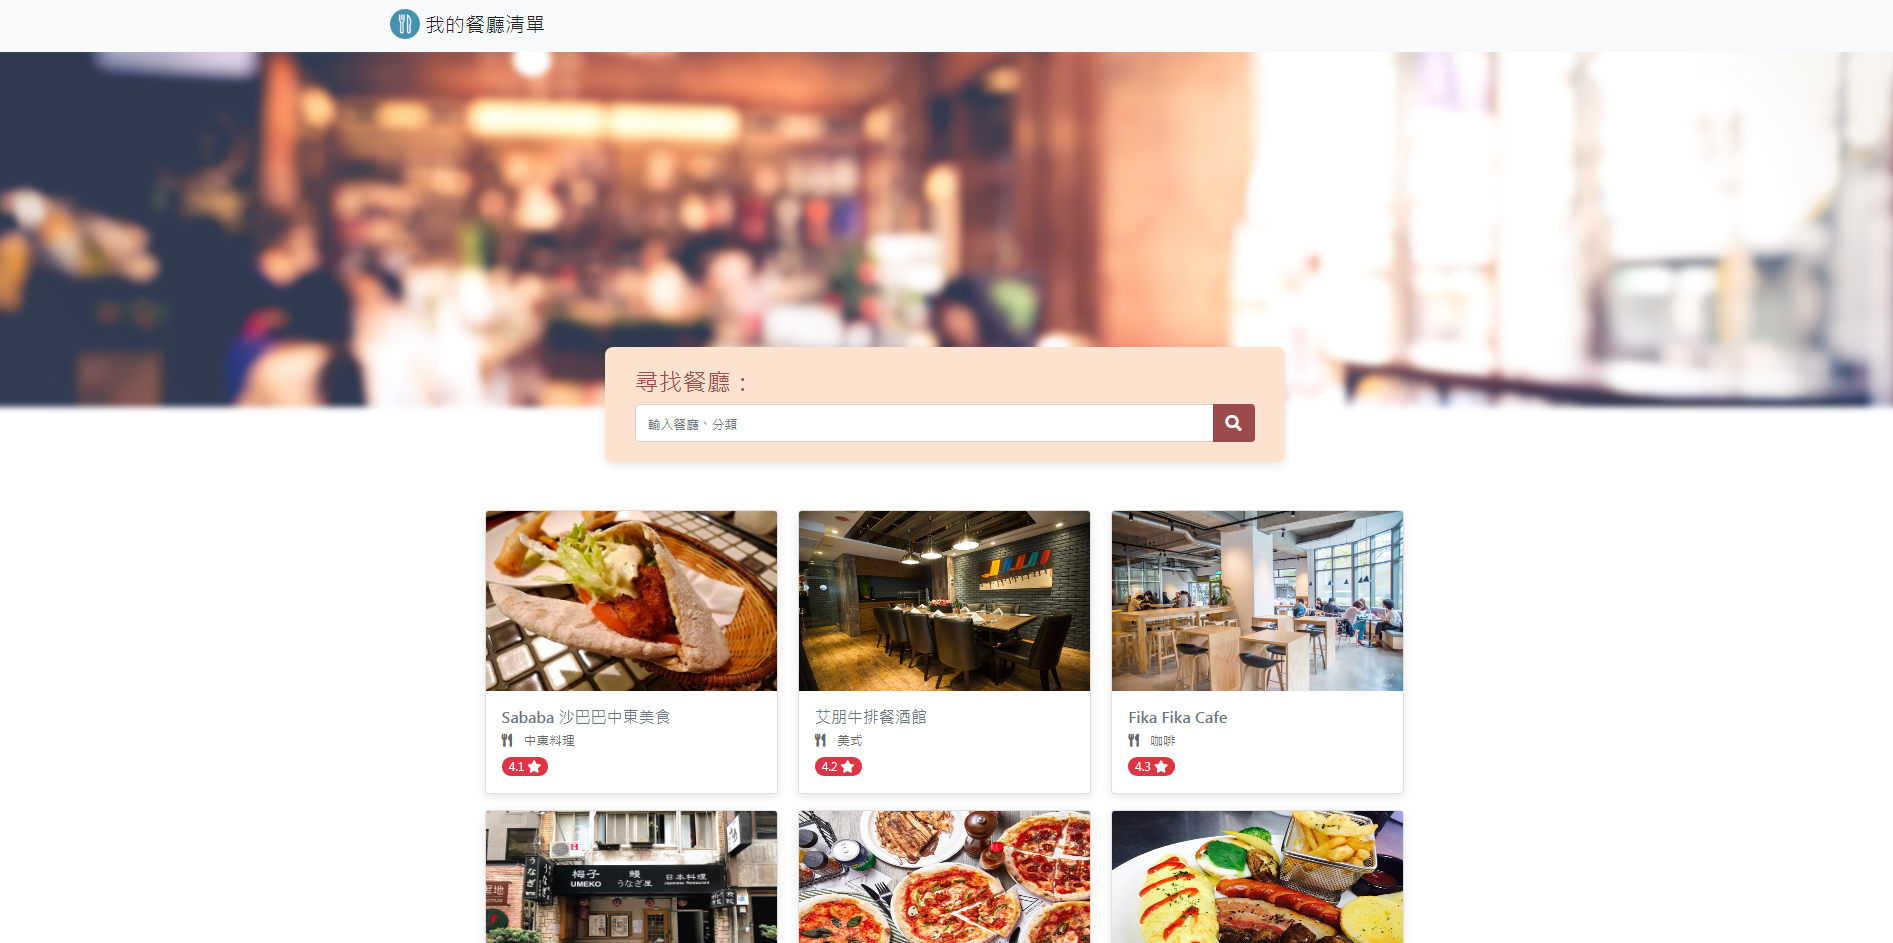 我的餐廳清單
尋找餐廳：
輸入餐廳、分類
Sababa 沙巴巴中東美食
中東料理
4.1
艾朋牛排餐酒館
美式
4.2
Fika Fika Cafe
咖啡
4.3
梅子 鰻 日本料理
UMEKO うなぎ屋 Japanese Restaurant
うなぎ